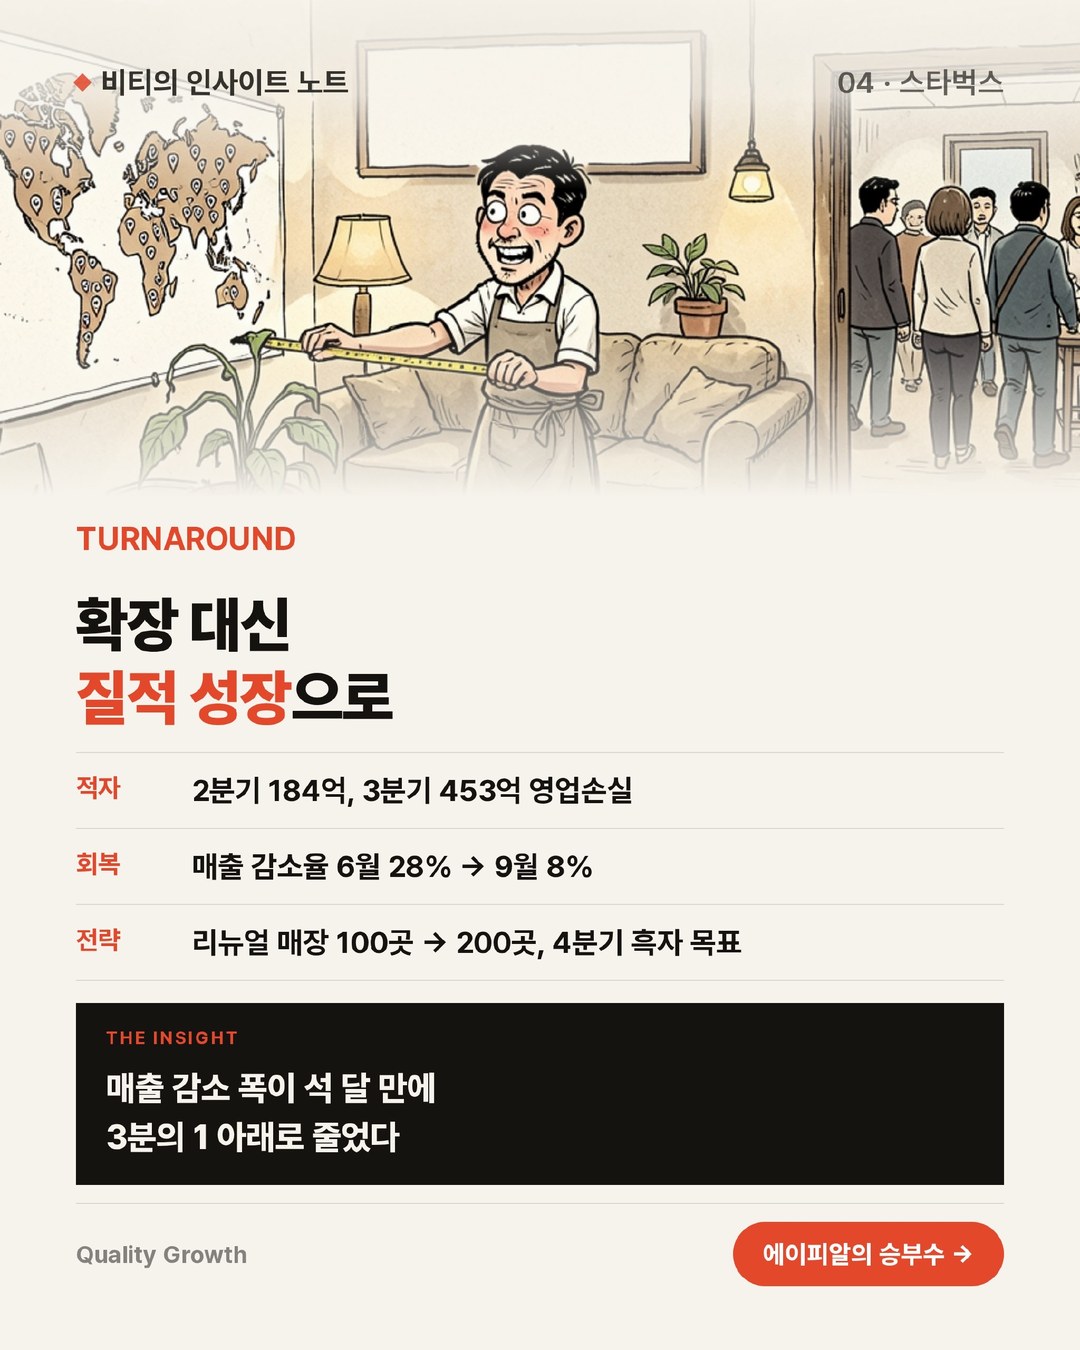 ◆ 비티의 인사이트 노트
04 · 스타벅스
TURNAROUND
확장 대신
질적 성장으로
적자 2분기 184억, 3분기 453억 영업손실
회복 매출 감소율 6월 28% → 9월 8%
전략 리뉴얼 매장 100곳 → 200곳, 4분기 흑자 목표
THE INSIGHT
매출 감소 폭이 석 달 만에
3분의 1 아래로 줄었다
Quality Growth
에이피알의 승부수 →